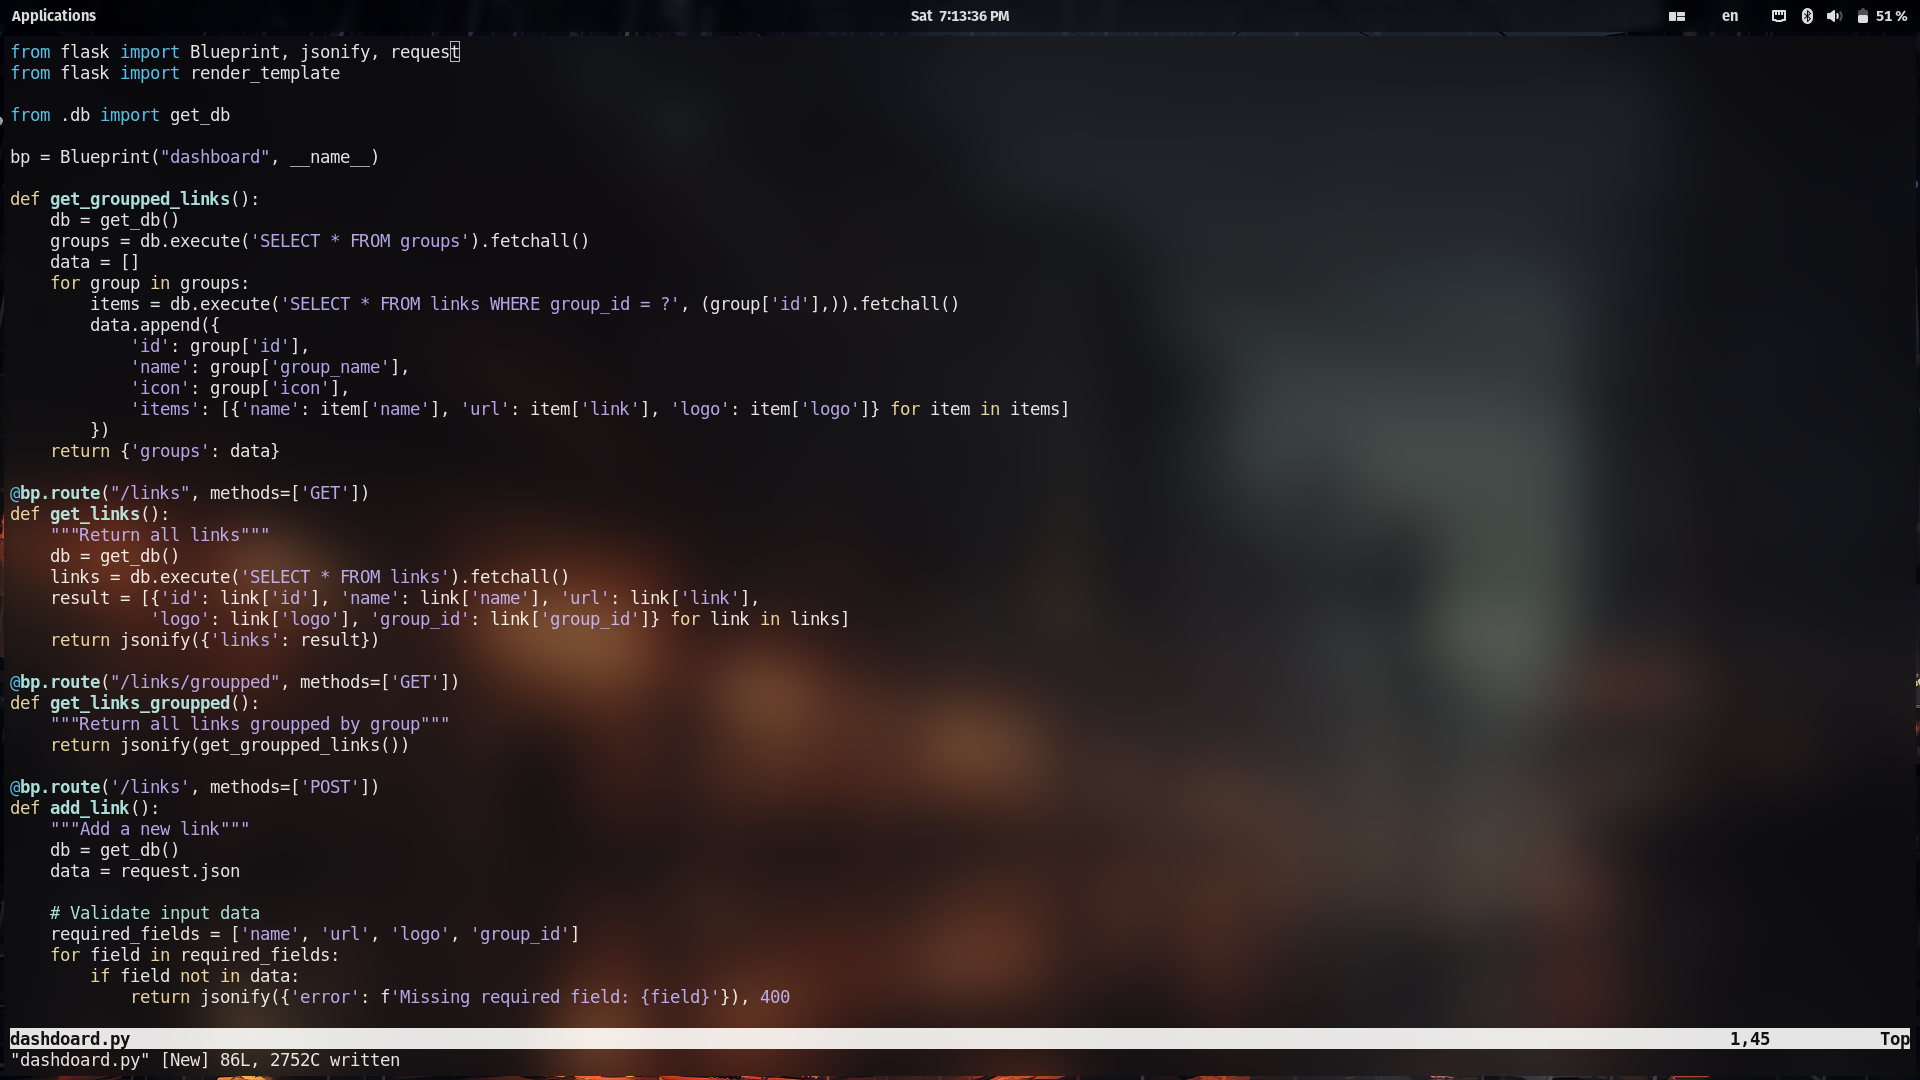 Applications
Sat 7:13:36 PM
en
51 %
from flask import Blueprint, jsonify, request
from flask import render_template

from .db import get_db

bp = Blueprint("dashboard", __name__)

def get_groupped_links():
    db = get_db()
    groups = db.execute('SELECT * FROM groups').fetchall()
    data = []
    for group in groups:
        items = db.execute('SELECT * FROM links WHERE group_id = ?', (group['id'],)).fetchall()
        data.append({
            'id': group['id'],
            'name': group['group_name'],
            'icon': group['icon'],
            'items': [{'name': item['name'], 'url': item['link'], 'logo': item['logo']} for item in items]
        })
    return {'groups': data}

@bp.route("/links", methods=['GET'])
def get_links():
    """Return all links"""
    db = get_db()
    links = db.execute('SELECT * FROM links').fetchall()
    result = [{'id': link['id'], 'name': link['name'], 'url': link['link'],
              'logo': link['logo'], 'group_id': link['group_id']} for link in links]
    return jsonify({'links': result})

@bp.route("/links/groupped", methods=['GET'])
def get_links_groupped():
    """Return all links groupped by group"""
    return jsonify(get_groupped_links())

@bp.route('/links', methods=['POST'])
def add_link():
    """Add a new link"""
    db = get_db()
    data = request.json

    # Validate input data
    required_fields = ['name', 'url', 'logo', 'group_id']
    for field in required_fields:
        if field not in data:
            return jsonify({'error': f'Missing required field: {field}'}), 400

dashdoard.py 1,45 Top
"dashdoard.py" [New] 86L, 2752C written